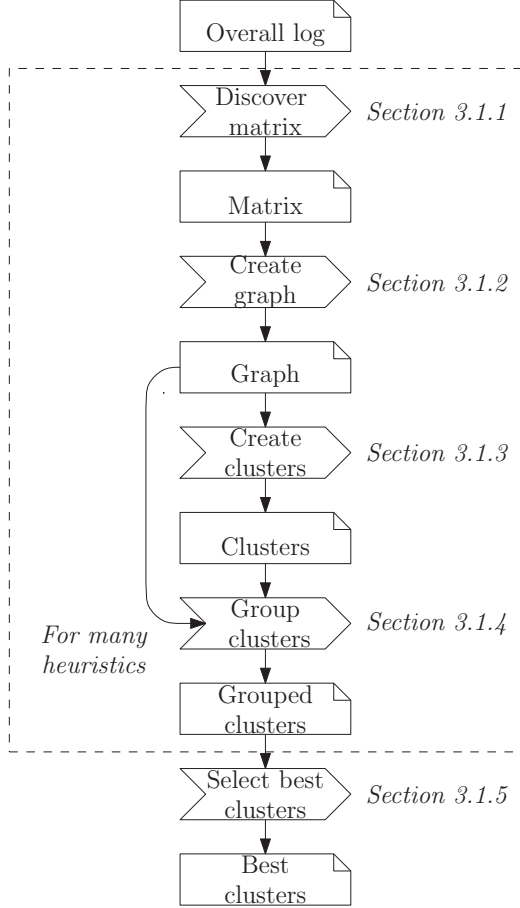 Overall log
Discover
matrix
Section 3.1.1
Matrix
Create
graph
Section 3.1.2
Graph
Create
clusters
Section 3.1.3
Clusters
Group
clusters
Section 3.1.4
For many
heuristics
Grouped
clusters
Select best
clusters
Section 3.1.5
Best
clusters